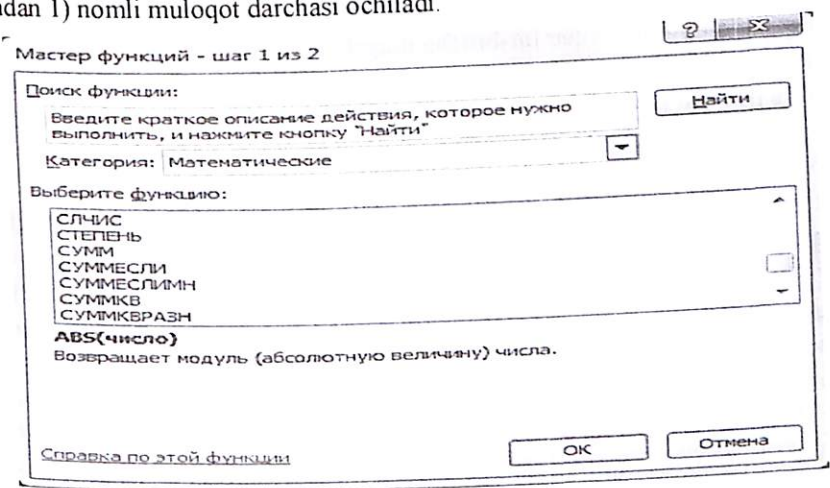 dan 1) nomli muloqot darchasi ochiladi.
Мастер функций - шаг 1 из 2
?
Поиск функции:
Введите краткое описание действия, которое нужно
выполнить, и нажмите кнопку "Найти"
Найти
Категория: Математические
Выберите функцию:
СЛЧИС
СТЕПЕНЬ
СУММ
СУММЕСЛИ
СУММЕСЛИМН
СУММКВ
СУММКВРАЗН
ABS(число)
Возвращает модуль (абсолютную величину) числа.
Справка по этой функции
ОК
Отмена